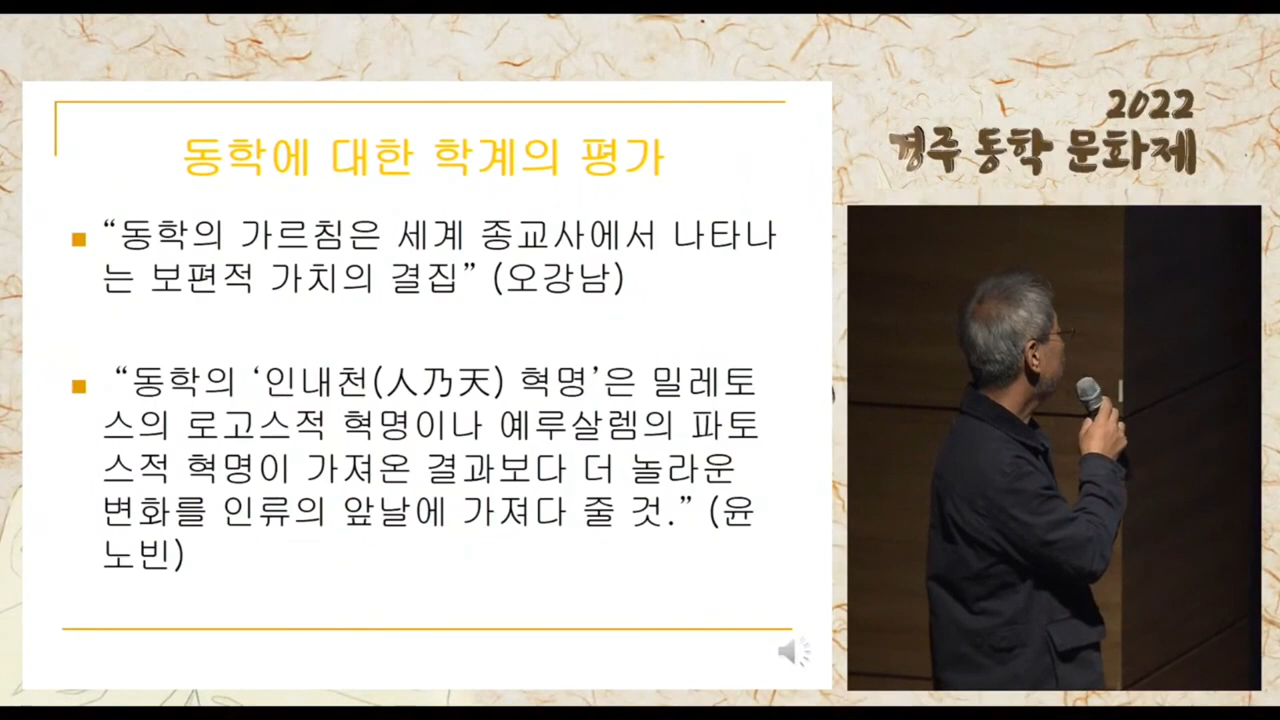 2022
경주 동학 문화제
동학에 대한 학계의 평가
“동학의 가르침은 세계 종교사에서 나타나
는 보편적 가치의 결집” (오강남)
“동학의 ‘인내천(人乃天) 혁명’은 밀레토
스의 로고스적 혁명이나 예루살렘의 파토
스적 혁명이 가져온 결과보다 더 놀라운
변화를 인류의 앞날에 가져다 줄 것.” (윤
노빈)